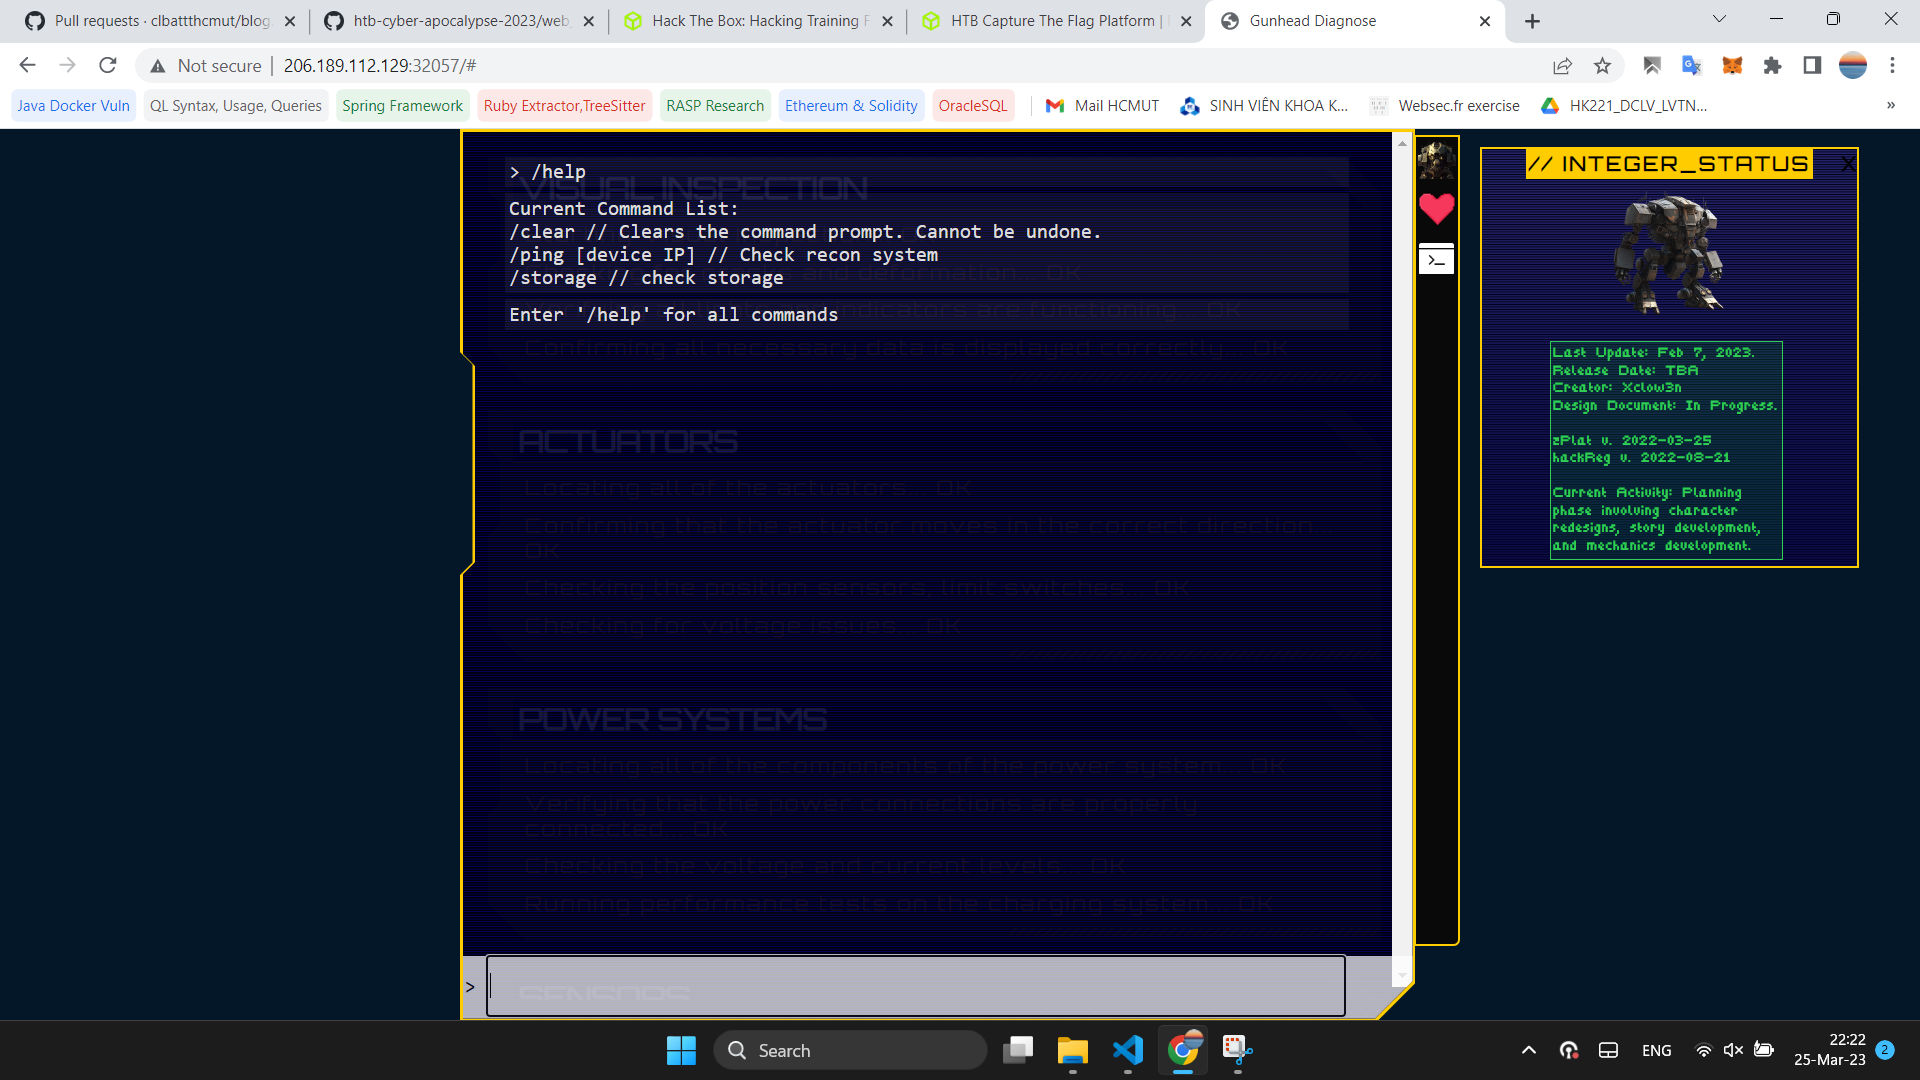 Pull requests · clbattthcmut/blog
htb-cyber-apocalypse-2023/web
Hack The Box: Hacking Training F
HTB Capture The Flag Platform |
Gunhead Diagnose
Not secure
206.189.112.129:32057/#
Java Docker Vuln
QL Syntax, Usage, Queries
Spring Framework
Ruby Extractor,TreeSitter
RASP Research
Ethereum & Solidity
OracleSQL
Mail HCMUT
SINH VIÊN KHOA K...
Websec.fr exercise
HK221_DCLV_LVTN...
»
> /help
VISUAL INSPECTION
Current Command List:
/clear // Clears the command prompt. Cannot be undone.
/ping [device IP] // Check recon system
and deformation... OK
/storage // check storage
indicators are functioning... OK
Enter '/help' for all commands
Confirming all necessary data is displayed correctly... OK
ACTUATORS
Locating all of the actuators... OK
Confirming that the actuator moves in the correct direction...
OK
Checking the position sensors, limit switches... OK
Checking for voltage issues... OK
POWER SYSTEMS
Locating all of the components of the power system... OK
Verifying that the power connections are properly
connected... OK
Checking the voltage and current levels... OK
Running performance tests on the charging system... OK
SENSORS
>
// INTEGER_STATUS
X
Last Update: Feb 7, 2023.
Release Date: TBA
Creator: Xclow3n
Design Document: In Progress.
zPlat v. 2022-03-25
hackReg v. 2022-08-21
Current Activity: Planning
phase involving character
redesigns, story development,
and mechanics development.
Search
ENG
22:22
25-Mar-23
2